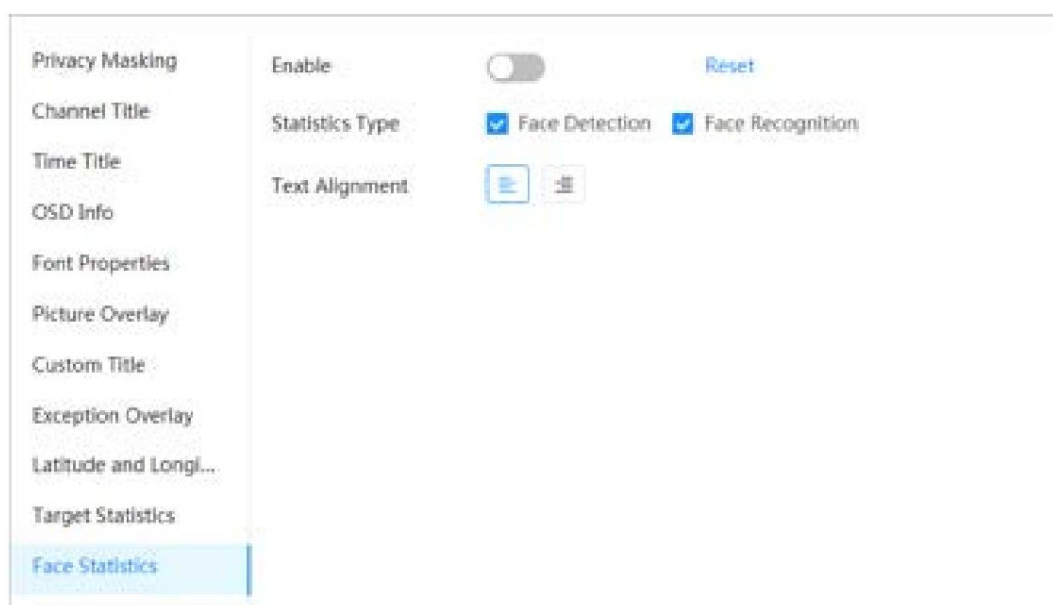 Privacy Masking
Channel Title
Time Title
OSD Info
Font Properties
Picture Overlay
Custom Title
Exception Overlay
Latitude and Longi...
Target Statistics
Face Statistics
Enable Reset
Statistics Type Face Detection Face Recognition
Text Alignment